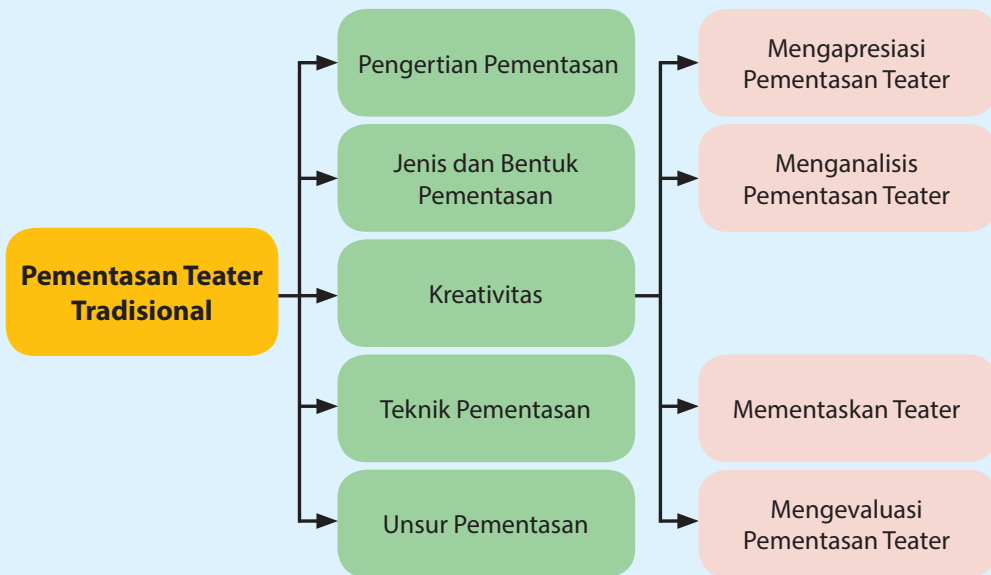 Pementasan Teater
Tradisional
Pengertian Pementasan
Jenis dan Bentuk
Pementasan
Kreativitas
Teknik Pementasan
Unsur Pementasan
Mengapresiasi
Pementasan Teater
Menganalisis
Pementasan Teater
Mementaskan Teater
Mengevaluasi
Pementasan Teater